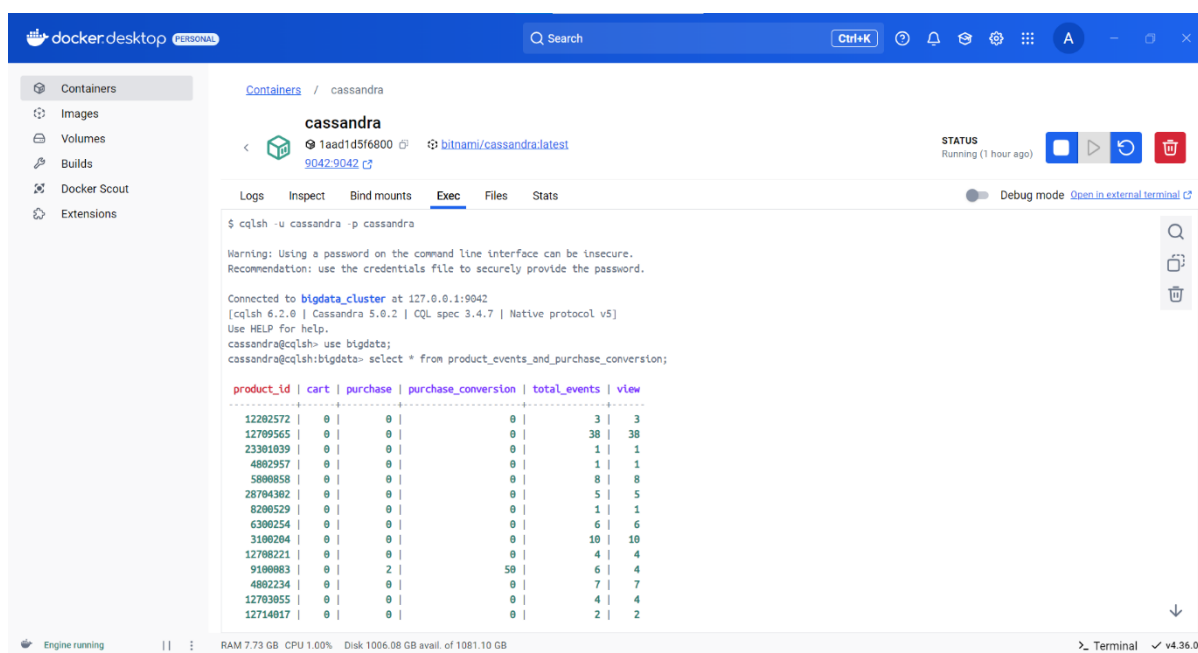 docker.desktop PERSONAL
Search
Ctrl+K
A
Containers
Images
Volumes
Builds
Docker Scout
Extensions
Containers / cassandra
cassandra
1aad1d5f6800 bitnami/cassandra:latest
9042:9042
STATUS
Running (1 hour ago)
Logs Inspect Bind mounts Exec Files Stats
Debug mode Open in external terminal
$ cqlsh -u cassandra -p cassandra
Warning: Using a password on the command line interface can be insecure.
Recommendation: use the credentials file to securely provide the password.
Connected to bigdata_cluster at 127.0.0.1:9042
[cqlsh 6.2.0 | Cassandra 5.0.2 | CQL spec 3.4.7 | Native protocol v5]
Use HELP for help.
cassandra@cqlsh> use bigdata;
cassandra@cqlsh:bigdata> select * from product_events_and_purchase_conversion;
product_id | cart | purchase | purchase_conversion | total_events | view
------------+------+----------+---------------------+--------------+------
12202572 | 0 | 0 | 0 | 3 | 3
12709565 | 0 | 0 | 0 | 38 | 38
23301039 | 0 | 0 | 0 | 1 | 1
4802957 | 0 | 0 | 0 | 1 | 1
5800858 | 0 | 0 | 0 | 8 | 8
28704302 | 0 | 0 | 0 | 5 | 5
8200529 | 0 | 0 | 0 | 1 | 1
6300254 | 0 | 0 | 0 | 6 | 6
3100204 | 0 | 0 | 0 | 10 | 10
12708221 | 0 | 0 | 0 | 4 | 4
9100083 | 0 | 2 | 50 | 6 | 4
4802234 | 0 | 0 | 0 | 7 | 7
12703055 | 0 | 0 | 0 | 4 | 4
12714017 | 0 | 0 | 0 | 2 | 2
Engine running
RAM 7.73 GB CPU 1.00% Disk 1006.08 GB avail. of 1081.10 GB
>_ Terminal
v4.36.0